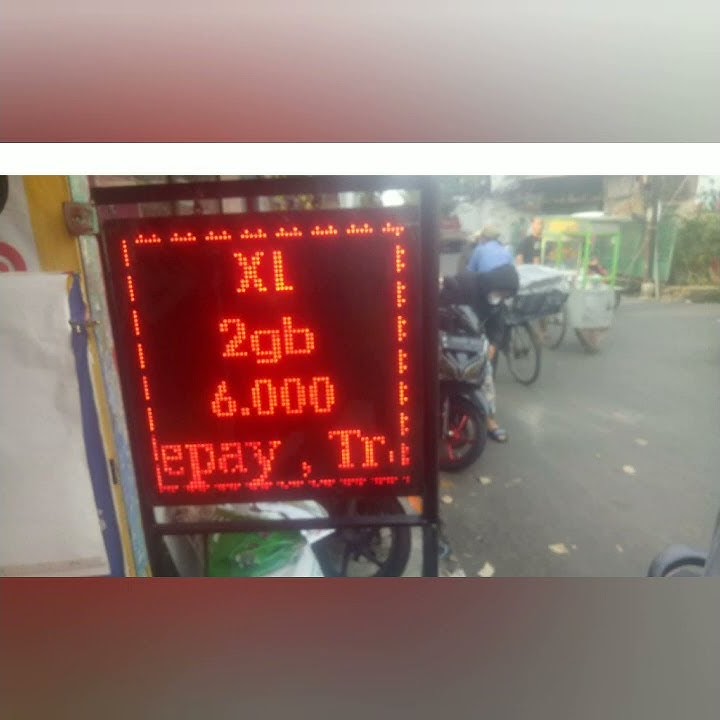 XL
2gb
6.000
epay , Tr